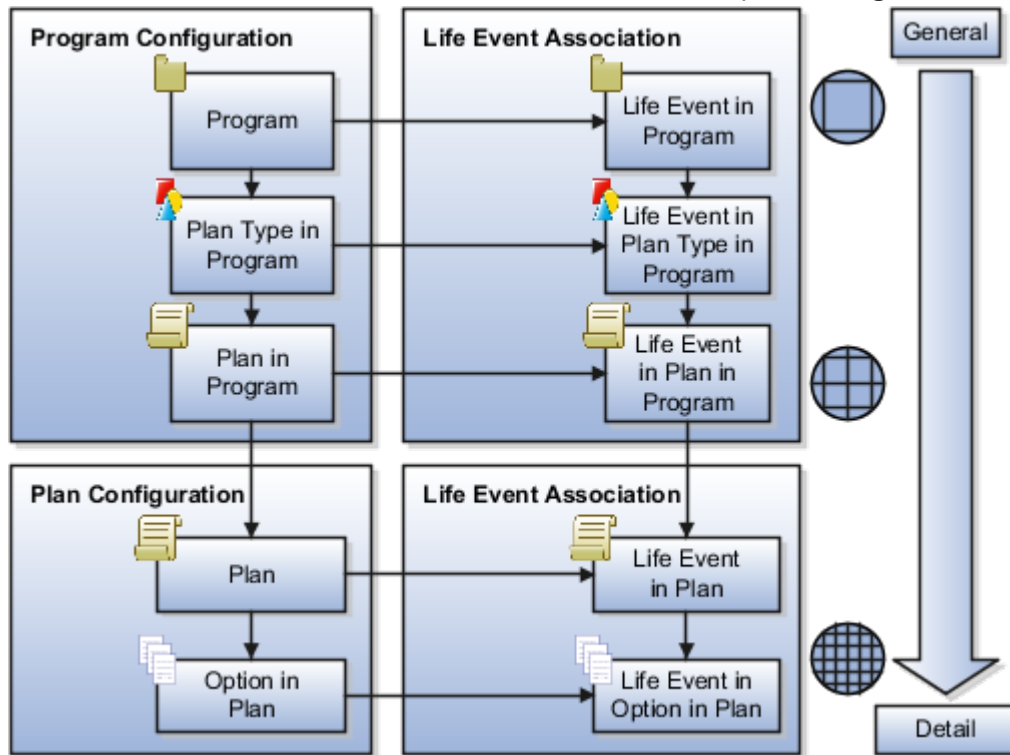 Program Configuration
Life Event Association
General
Program
Life Event in
Program
Plan Type in
Program
Life Event in
Plan Type in
Program
Plan in
Program
Life Event
in Plan in
Program
Plan Configuration
Life Event Association
Plan
Life Event
in Plan
Option in
Plan
Life Event in
Option in Plan
Detail